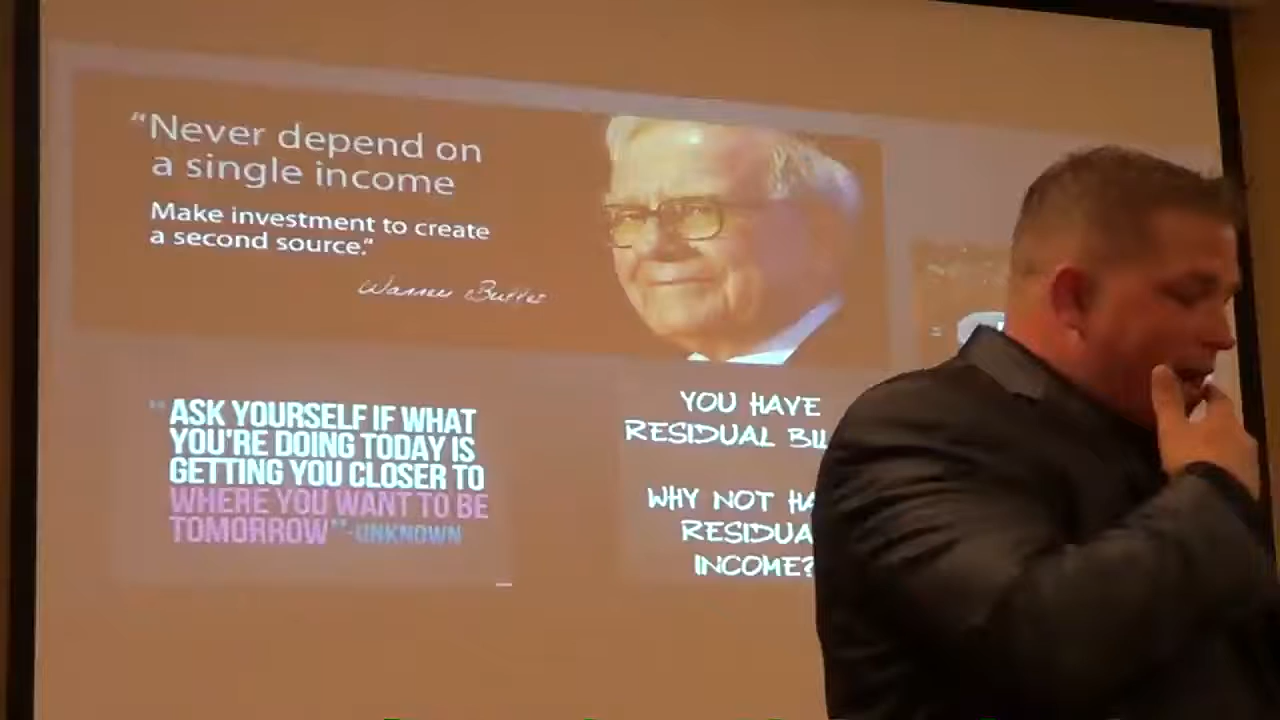 “Never depend on
a single income
Make investment to create
a second source.”
Warren Buffet
"ASK YOURSELF IF WHAT
YOU'RE DOING TODAY IS
GETTING YOU CLOSER TO
WHERE YOU WANT TO BE
TOMORROW"-UNKNOWN
YOU HAVE
RESIDUAL
WHY NOT
RESIDUA
INCOME?